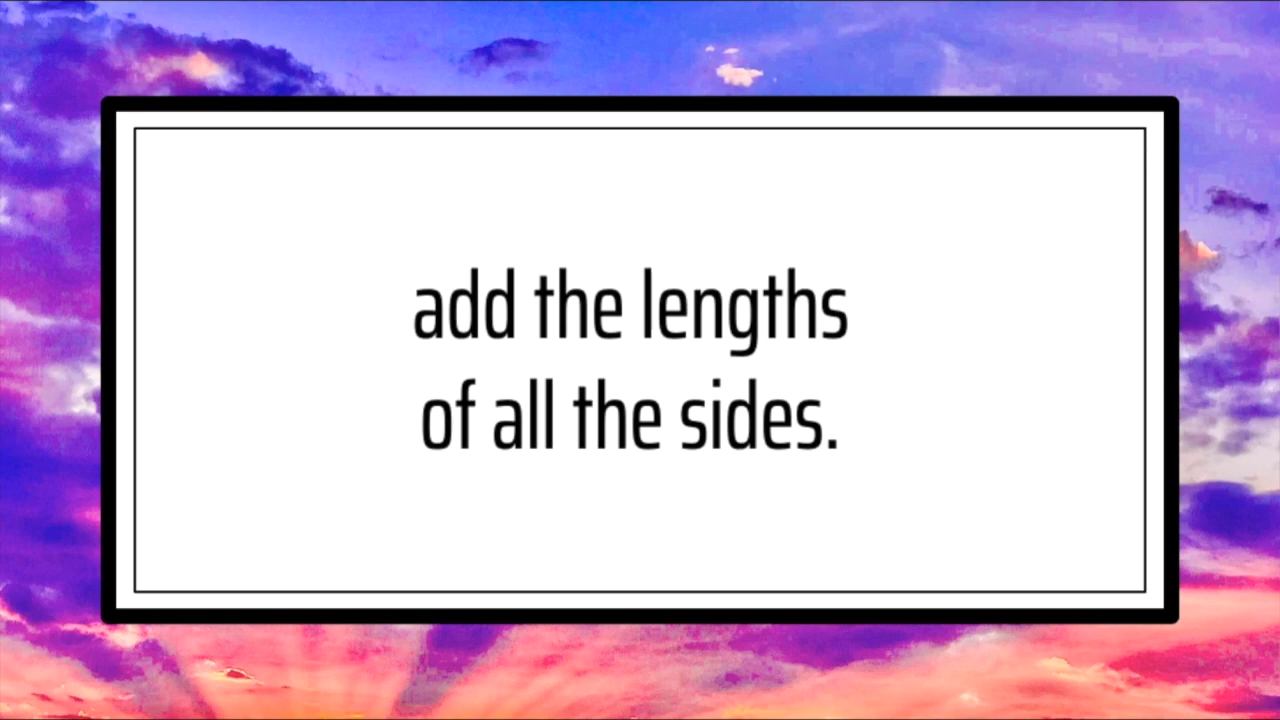 add the lengths
of all the sides.